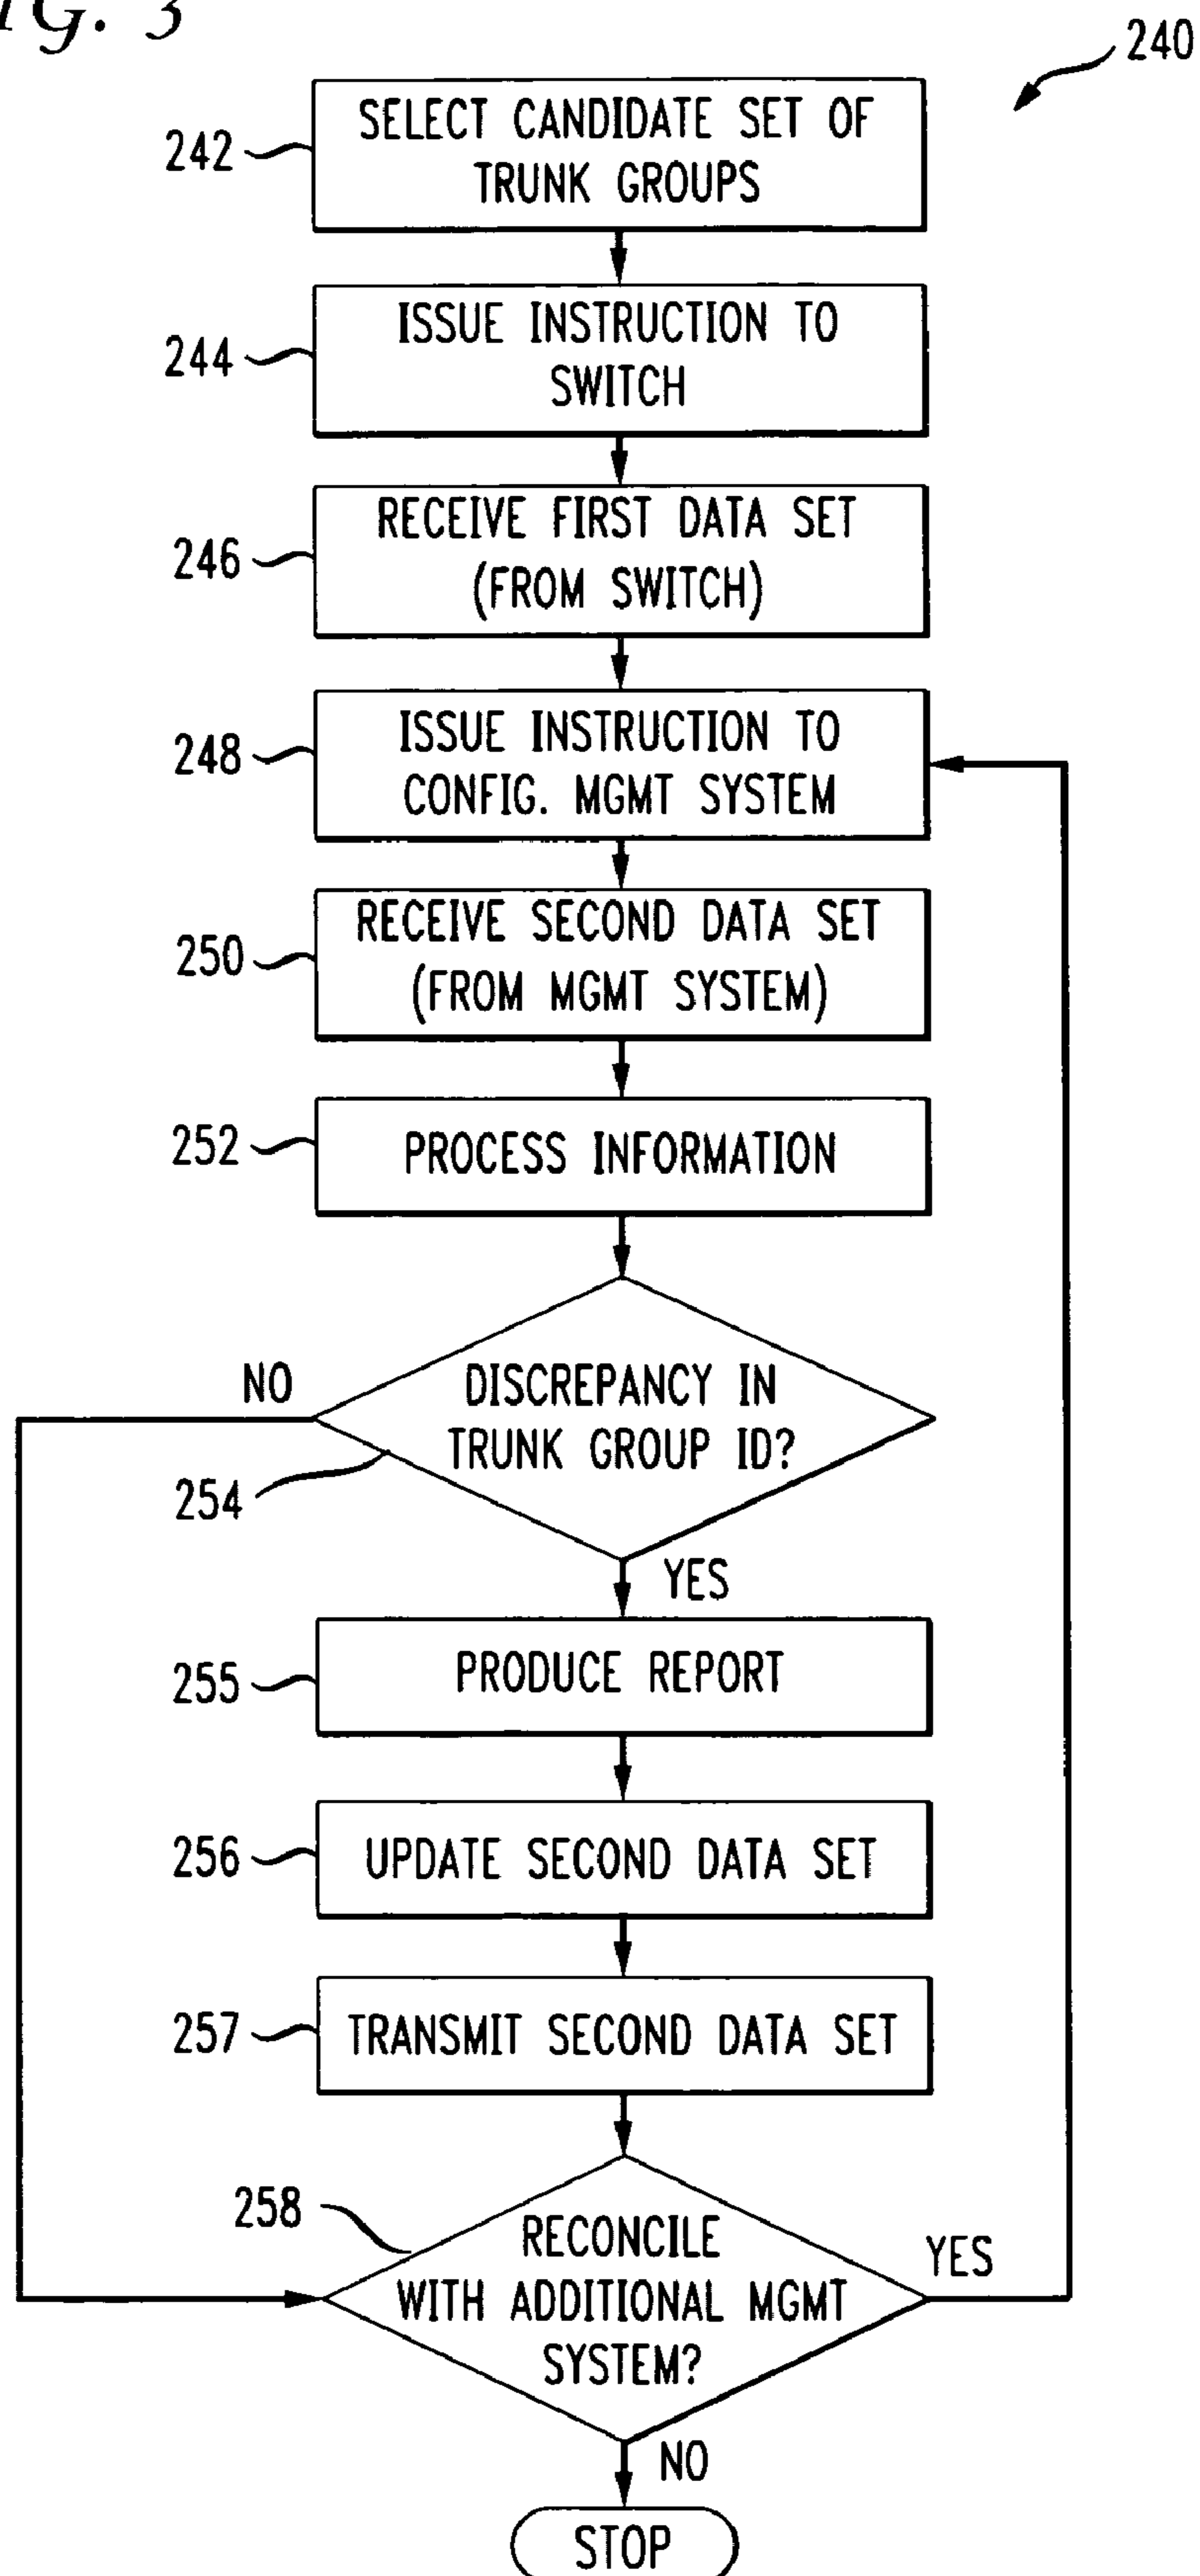 FIG. 3
240
242
SELECT CANDIDATE SET OF
TRUNK GROUPS
244
ISSUE INSTRUCTION TO
SWITCH
246
RECEIVE FIRST DATA SET
(FROM SWITCH)
248
ISSUE INSTRUCTION TO
CONFIG. MGMT SYSTEM
250
RECEIVE SECOND DATA SET
(FROM MGMT SYSTEM)
252
PROCESS INFORMATION
NO
DISCREPANCY IN
TRUNK GROUP ID?
254
YES
255
PRODUCE REPORT
256
UPDATE SECOND DATA SET
257
TRANSMIT SECOND DATA SET
258
RECONCILE
WITH ADDITIONAL MGMT
SYSTEM?
YES
NO
STOP